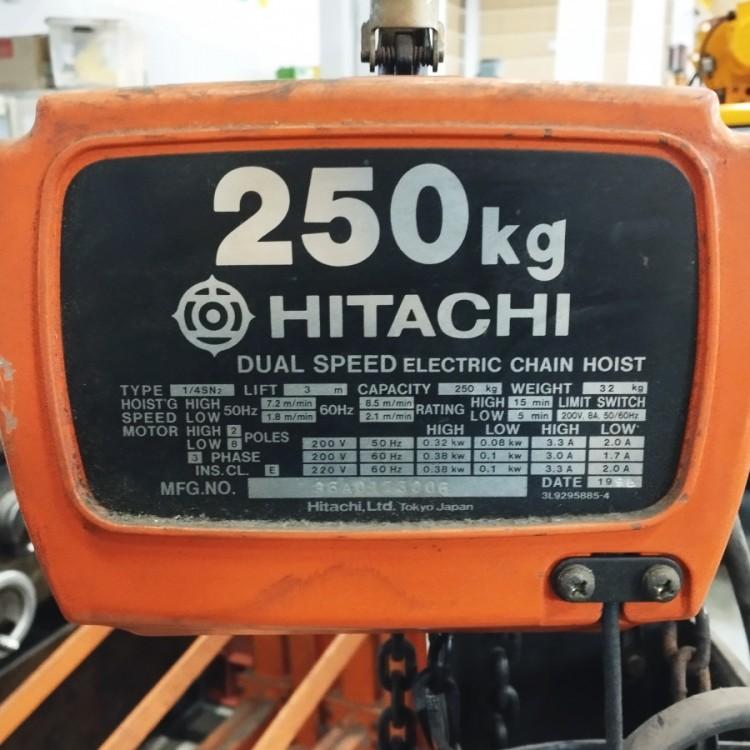 250 kg
HITACHI
DUAL SPEED ELECTRIC CHAIN HOIST
TYPE 1/4SN2 LIFT 3 m CAPACITY 250 kg WEIGHT 32 kg
HOIST'G HIGH 50Hz 7.2 m/min 60Hz 8.5 m/min RATING HIGH 15 min LIMIT SWITCH
SPEED LOW 1.8 m/min 2.1 m/min LOW 5 min 200V, 8A, 50/60Hz
MOTOR HIGH 2 POLES HIGH LOW HIGH LOW
LOW 8 200 V 50 Hz 0.32 kw 0.08 kw 3.3 A 2.0 A
3 PHASE 200 V 60 Hz 0.38 kw 0.1 kw 3.0 A 1.7 A
INS.CL. E 220 V 60 Hz 0.38 kw 0.1 kw 3.3 A 2.0 A
MFG.NO. DATE
3L9295885-4
Hitachi, Ltd. Tokyo Japan